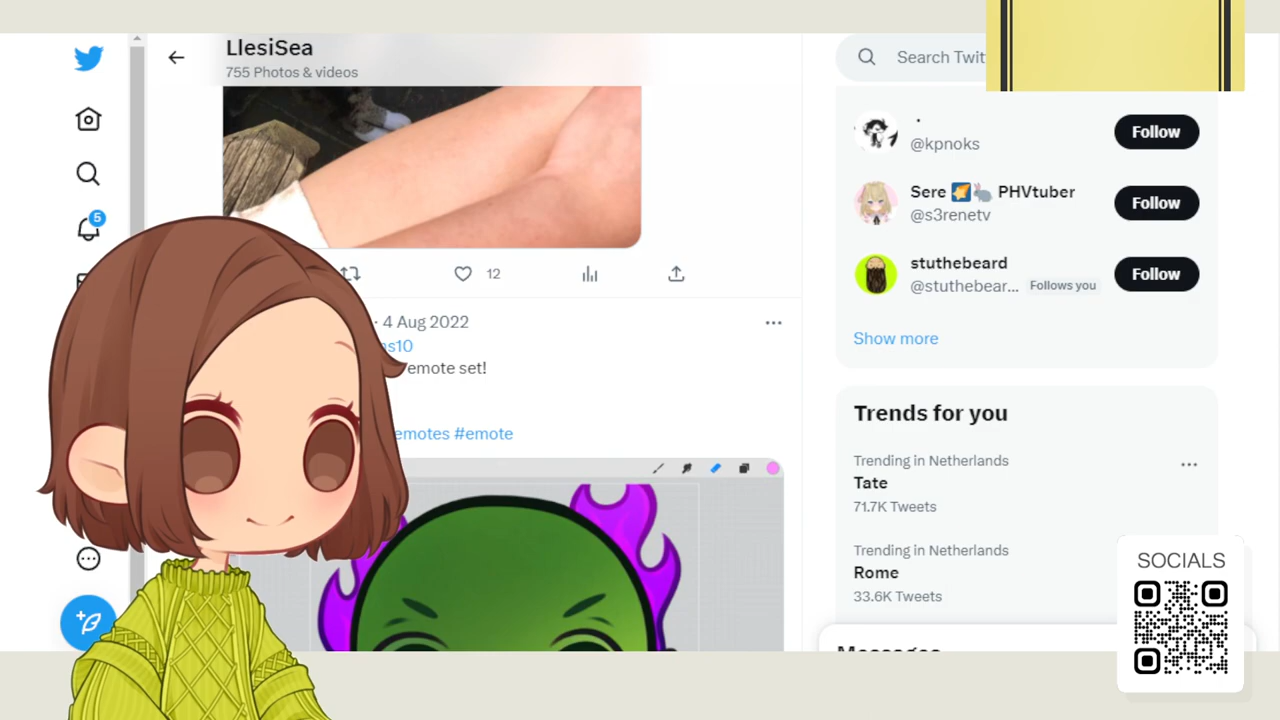 LlesiSea
755 Photos & videos
5
12
· 4 Aug 2022
emote set!
emotes #emote
Search Twit
.
@kpnoks
Follow
Sere PHVtuber
@s3renetv
Follow
stuthebeard
@stuthebear... Follows you
Follow
Show more
Trends for you
Trending in Netherlands
Tate
71.7K Tweets
Trending in Netherlands
Rome
33.6K Tweets
SOCIALS